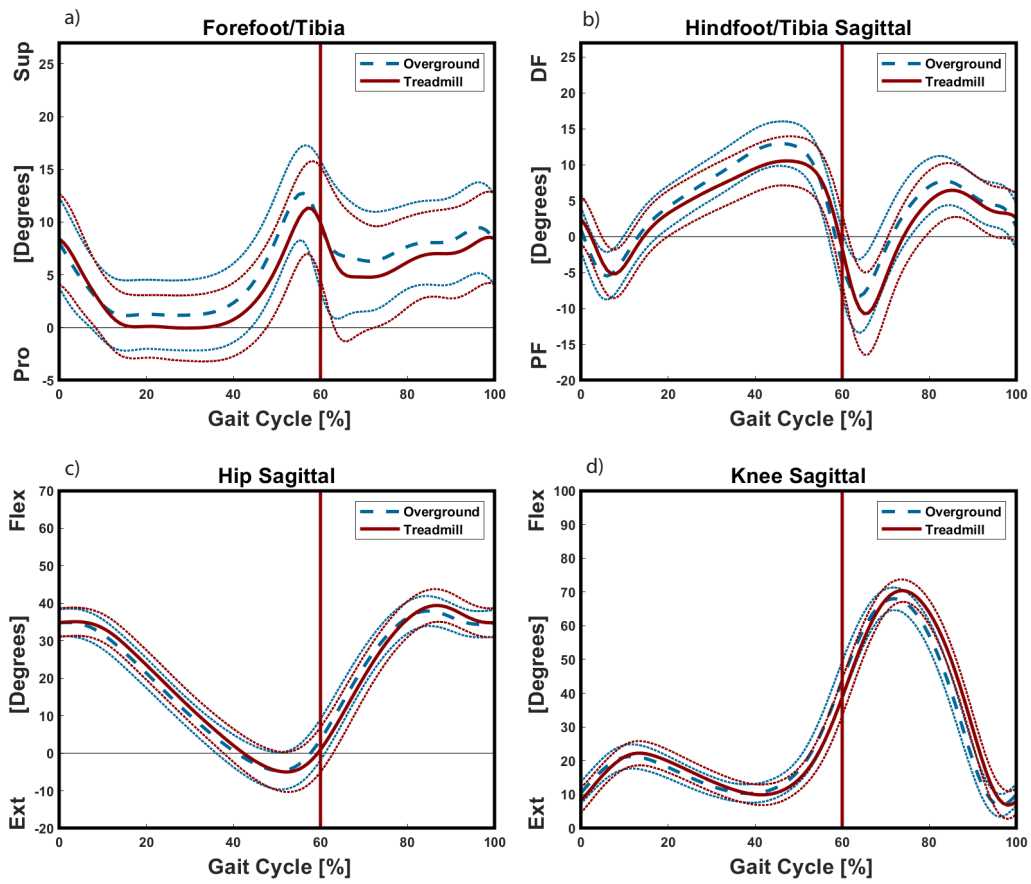 a)
Forefoot/Tibia
Sup
[Degrees]
Pro
25
20
15
10
5
0
-5
Overground
Treadmill
0 20 40 60 80 100
Gait Cycle [%]
b)
Hindfoot/Tibia Sagittal
DF
[Degrees]
PF
25
20
15
10
5
0
-5
-10
-15
-20
Overground
Treadmill
0 20 40 60 80 100
Gait Cycle [%]
c)
Hip Sagittal
Flex
[Degrees]
Ext
70
60
50
40
30
20
10
0
-10
-20
Overground
Treadmill
0 20 40 60 80 100
Gait Cycle [%]
d)
Knee Sagittal
Flex
[Degrees]
Ext
100
90
80
70
60
50
40
30
20
10
0
Overground
Treadmill
0 20 40 60 80 100
Gait Cycle [%]